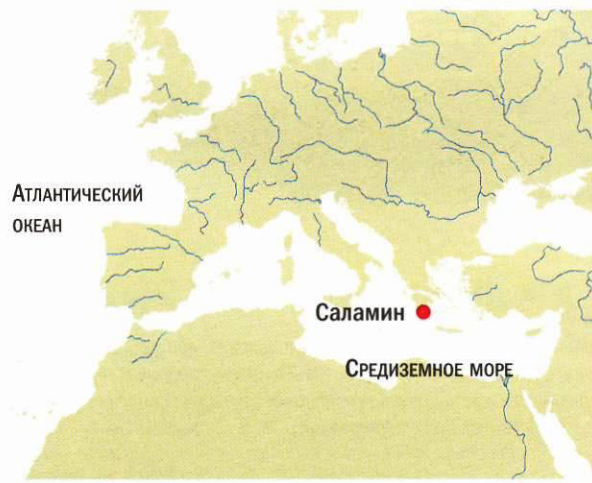 Атлантический
океан
Саламин
Средиземное море